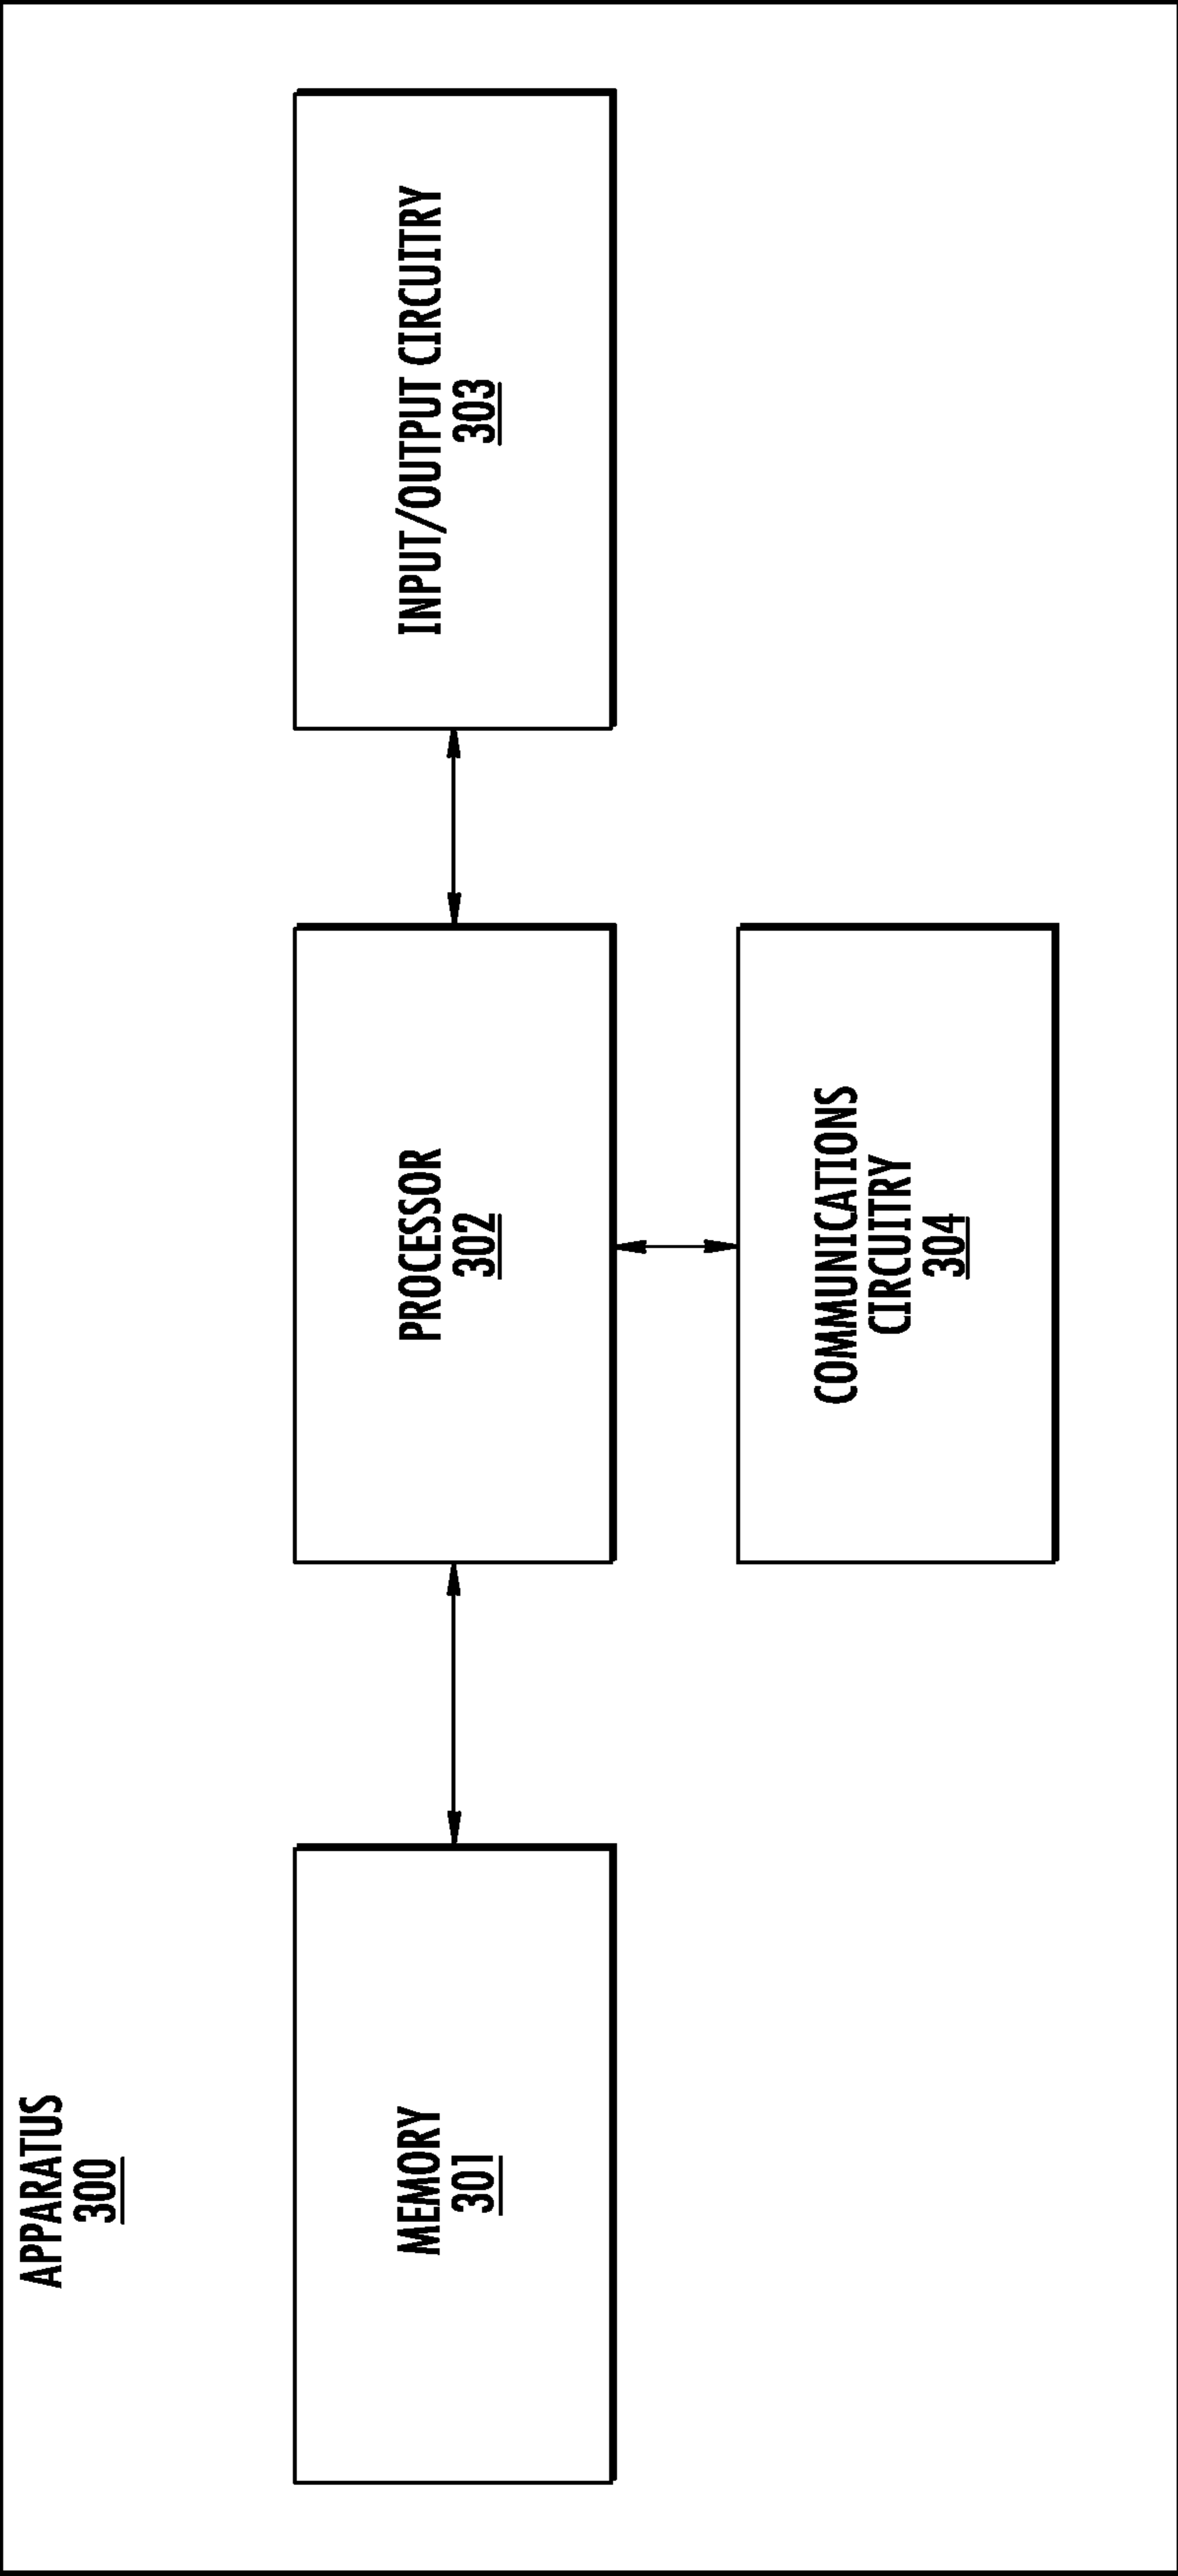 APPARATUS
300
MEMORY
301
PROCESSOR
302
INPUT/OUTPUT CIRCUITRY
303
COMMUNICATIONS
CIRCUITRY
304